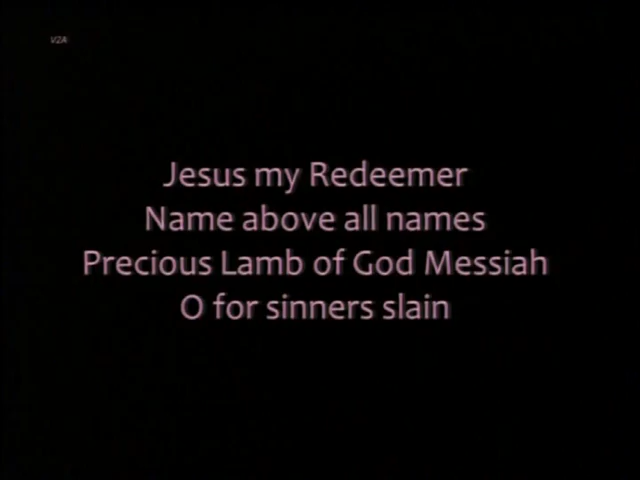 V2A
Jesus my Redeemer
Name above all names
Precious Lamb of God Messiah
O for sinners slain